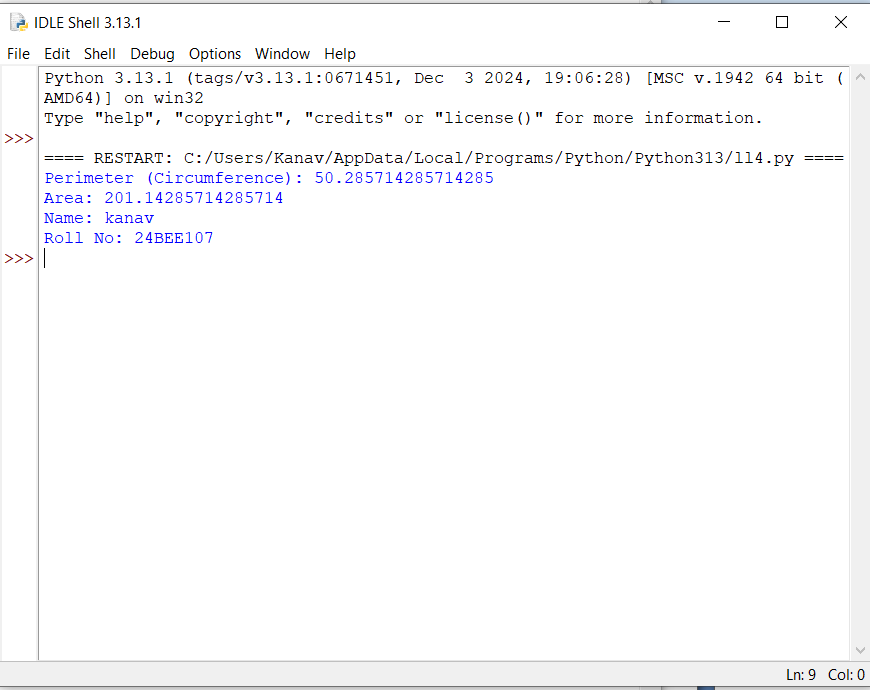 IDLE Shell 3.13.1
File Edit Shell Debug Options Window Help
Python 3.13.1 (tags/v3.13.1:0671451, Dec  3 2024, 19:06:28) [MSC v.1942 64 bit (
AMD64)] on win32
Type "help", "copyright", "credits" or "license()" for more information.
>>>
==== RESTART: C:/Users/Kanav/AppData/Local/Programs/Python/Python313/ll4.py ====
Perimeter (Circumference): 50.285714285714285
Area: 201.14285714285714
Name: kanav
Roll No: 24BEE107
>>>
Ln: 9 Col: 0